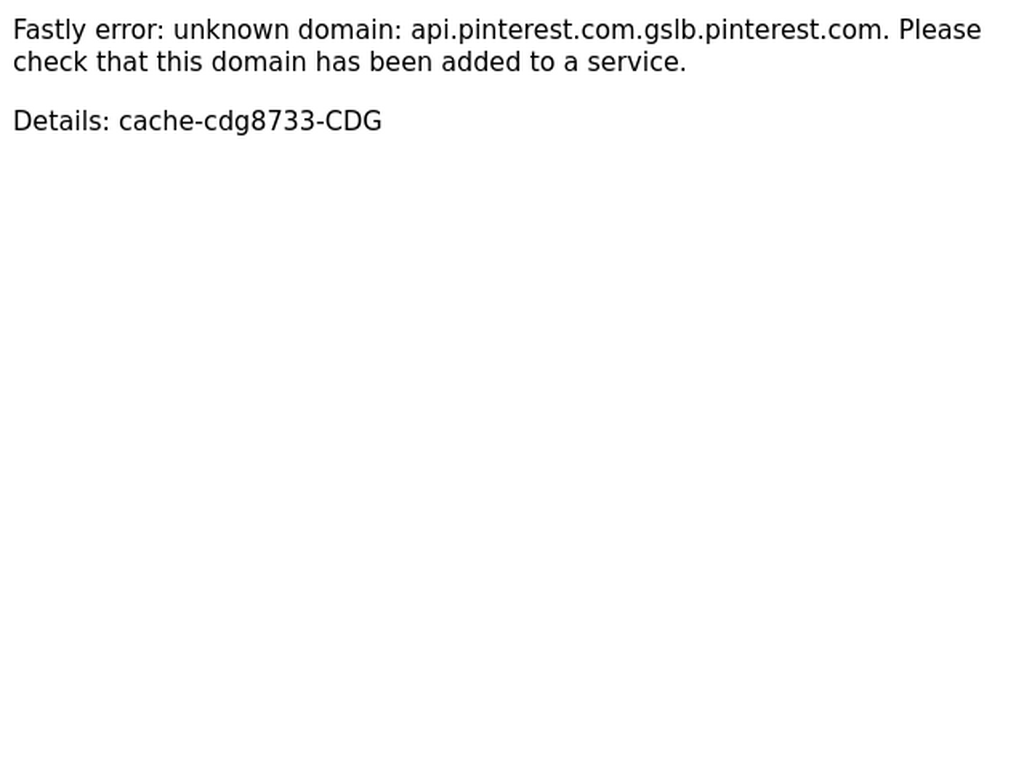 Fastly error: unknown domain: api.pinterest.com.gslb.pinterest.com. Please
check that this domain has been added to a service.
Details: cache-cdg8733-CDG